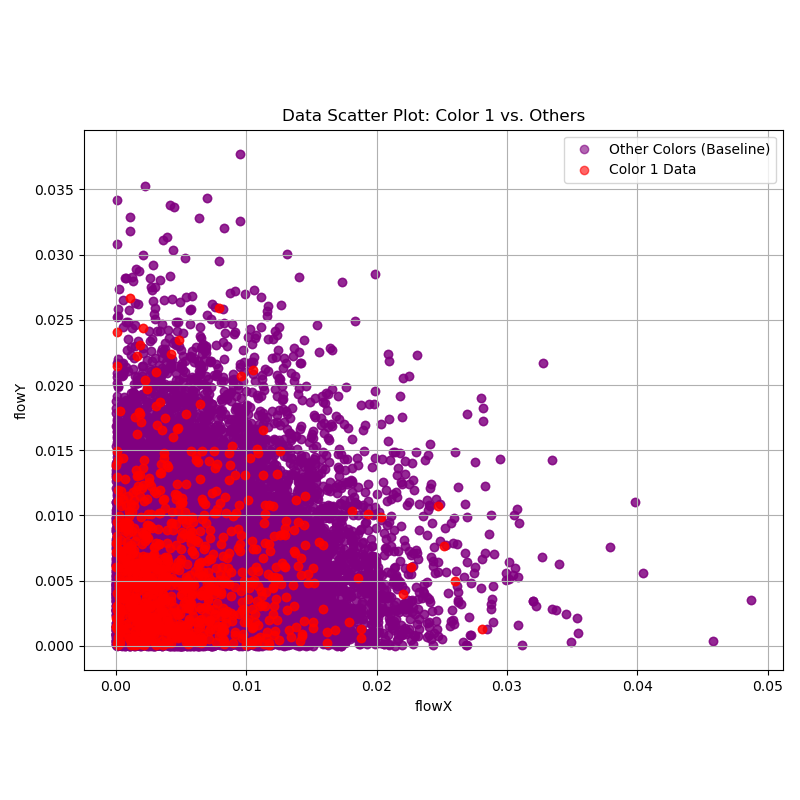 Data Scatter Plot: Color 1 vs. Others
Other Colors (Baseline)
Color 1 Data
flowY
0.035
0.030
0.025
0.020
0.015
0.010
0.005
0.000
0.00 0.01 0.02 0.03 0.04 0.05
flowX